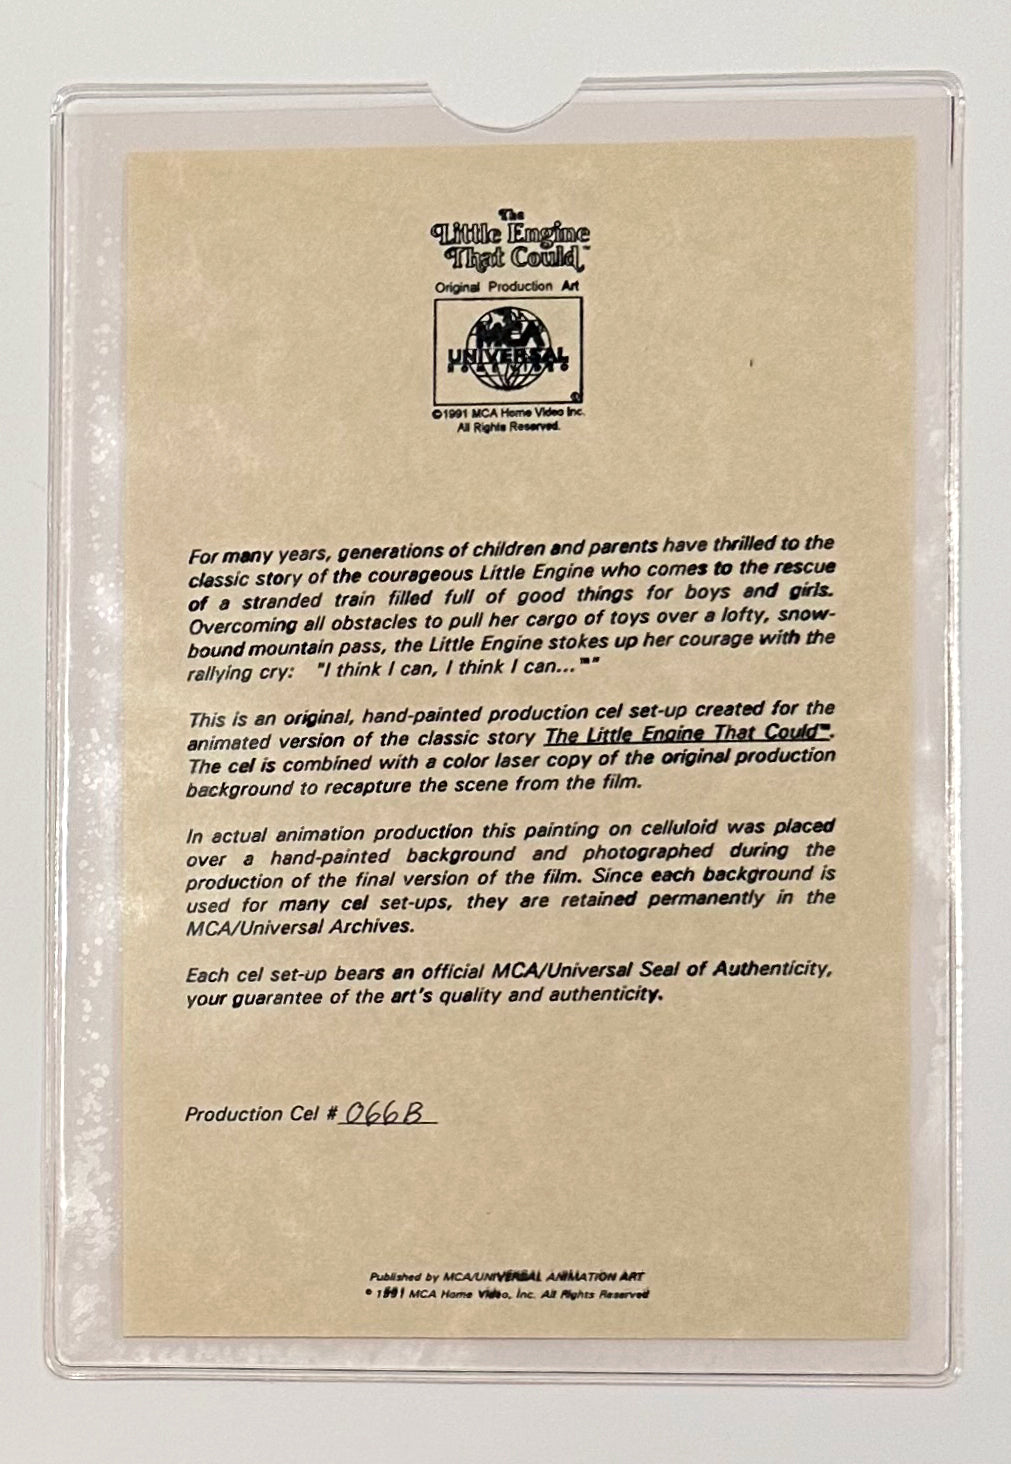 The
Little Engine
That Could™
Original Production Art
MCA
UNIVERSAL
HOME VIDEO
®
©1991 MCA Home Video Inc.
All Rights Reserved.
For many years, generations of children and parents have thrilled to the
classic story of the courageous Little Engine who comes to the rescue
of a stranded train filled full of good things for boys and girls.
Overcoming all obstacles to pull her cargo of toys over a lofty, snow-
bound mountain pass, the Little Engine stokes up her courage with the
rallying cry: "I think I can, I think I can...™"
This is an original, hand-painted production cel set-up created for the
animated version of the classic story The Little Engine That Could™.
The cel is combined with a color laser copy of the original production
background to recapture the scene from the film.
In actual animation production this painting on celluloid was placed
over a hand-painted background and photographed during the
production of the final version of the film. Since each background is
used for many cel set-ups, they are retained permanently in the
MCA/Universal Archives.
Each cel set-up bears an official MCA/Universal Seal of Authenticity,
your guarantee of the art's quality and authenticity.
Production Cel # 066B
Published by MCA/UNIVERSAL ANIMATION ART
© 1991 MCA Home Video, Inc. All Rights Reserved